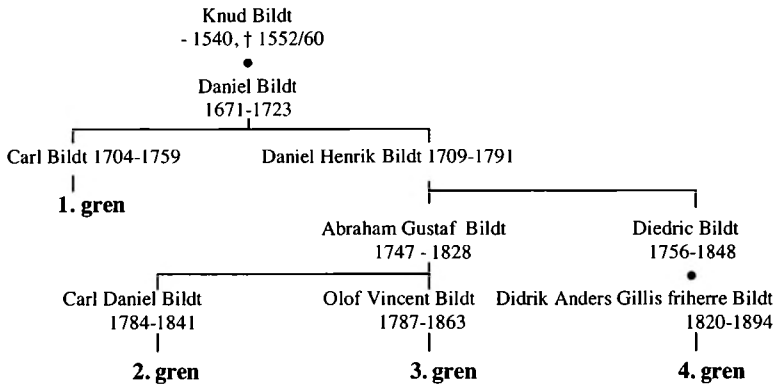 Knud Bildt
- 1540, † 1552/60
Daniel Bildt
1671-1723
Carl Bildt 1704-1759
Daniel Henrik Bildt 1709-1791
1. gren
Abraham Gustaf Bildt
1747 - 1828
Diedric Bildt
1756-1848
Carl Daniel Bildt
1784-1841
Olof Vincent Bildt
1787-1863
Didrik Anders Gillis friherre Bildt
1820-1894
2. gren
3. gren
4. gren